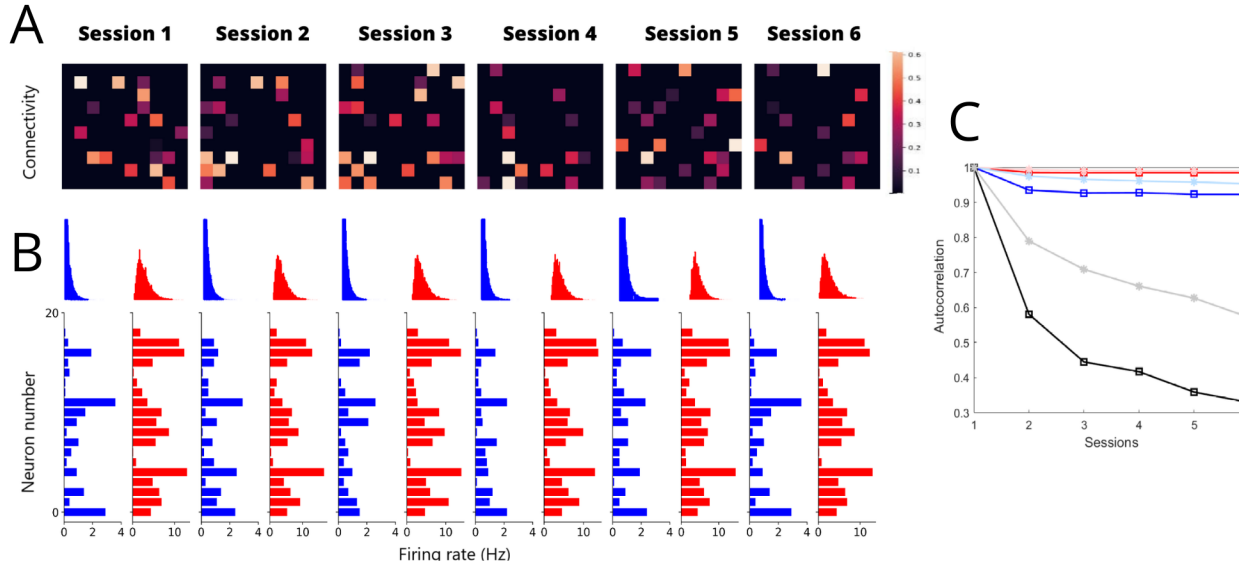 A
Session 1 Session 2 Session 3 Session 4 Session 5 Session 6
Connectivity
0.6
0.5
0.4
0.3
0.2
0.1
C
B
20
Neuron number
0
0 2 4 0 10 0 2 4 0 10 0 2 4 0 10 0 2 4 0 10 0 2 4 0 10 0 2 4 0 10
Firing rate (Hz)
1
0.9
0.8
0.7
0.6
0.5
0.4
0.3
Autocorrelation
1 2 3 4 5
Sessions